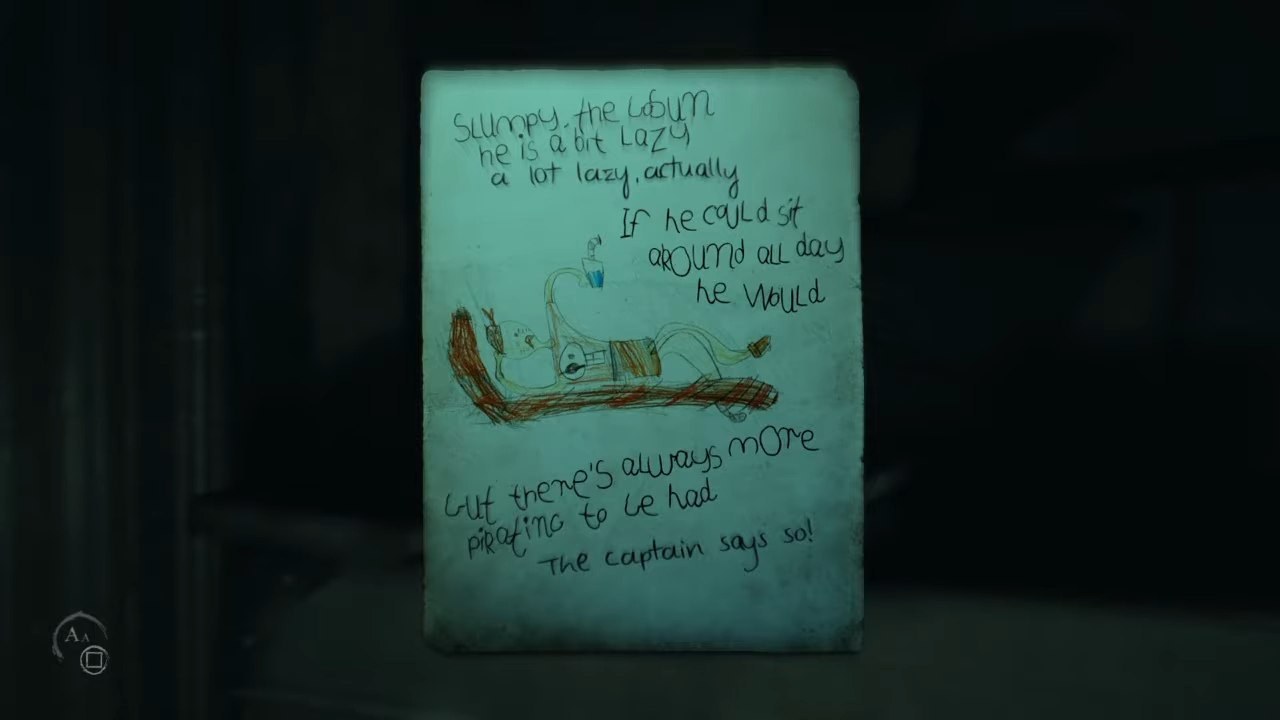 Slumpy, the
he is a bit Lazy
a lot lazy, actually
If he could sit
around all day
he would
but there's always more
pirating to be had
The captain says so!
AA